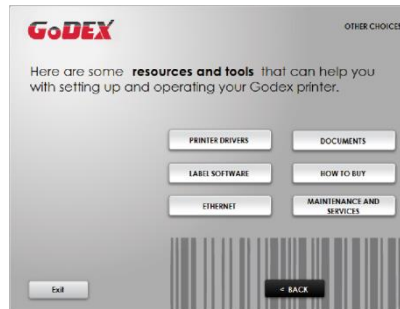 GoDEX
OTHER CHOICES
Here are some resources and tools that can help you
with setting up and operating your Godex printer.
PRINTER DRIVERS
DOCUMENTS
LABEL SOFTWARE
HOW TO BUY
ETHERNET
MAINTENANCE AND
SERVICES
Exit
< BACK